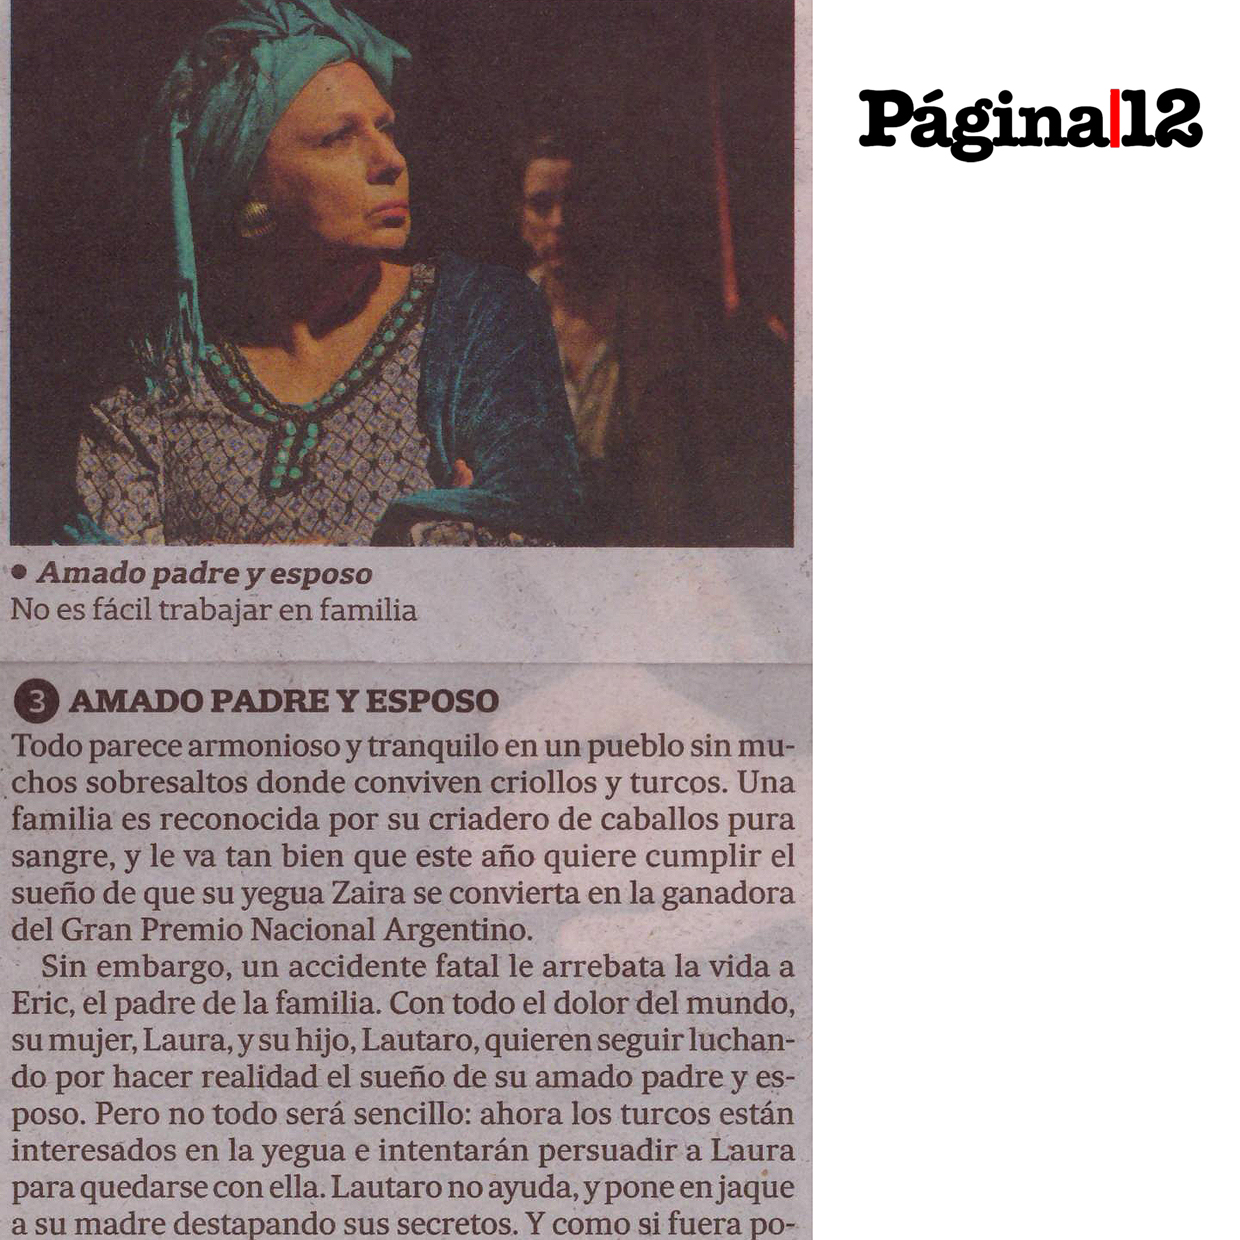 Página|12
● Amado padre y esposo
No es fácil trabajar en familia
3 AMADO PADRE Y ESPOSO
Todo parece armonioso y tranquilo en un pueblo sin mu-
chos sobresaltos donde conviven criollos y turcos. Una
familia es reconocida por su criadero de caballos pura
sangre, y le va tan bien que este año quiere cumplir el
sueño de que su yegua Zaira se convierta en la ganadora
del Gran Premio Nacional Argentino.
Sin embargo, un accidente fatal le arrebata la vida a
Eric, el padre de la familia. Con todo el dolor del mundo,
su mujer, Laura, y su hijo, Lautaro, quieren seguir luchan-
do por hacer realidad el sueño de su amado padre y es-
poso. Pero no todo será sencillo: ahora los turcos están
interesados en la yegua e intentarán persuadir a Laura
para quedarse con ella. Lautaro no ayuda, y pone en jaque
a su madre destapando sus secretos. Y como si fuera po-